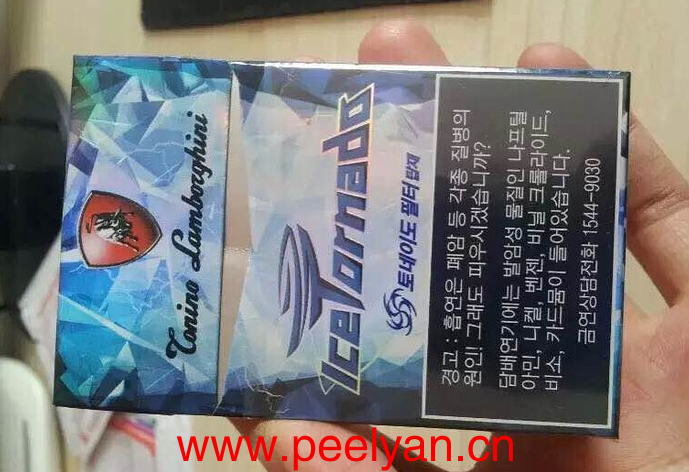 Tonino Lamborghini
IceTornado
토네이도 필터 탑재
경고 : 흡연은 폐암 등 각종 질병의
원인! 그래도 피우시겠습니까?
담배연기에는 발암성 물질인 나프틸
아민, 니켈, 벤젠, 비닐 크롤라이드,
비소, 카드뮴이 들어있습니다.
금연상담전화 1544-9030
www.peelyan.cn